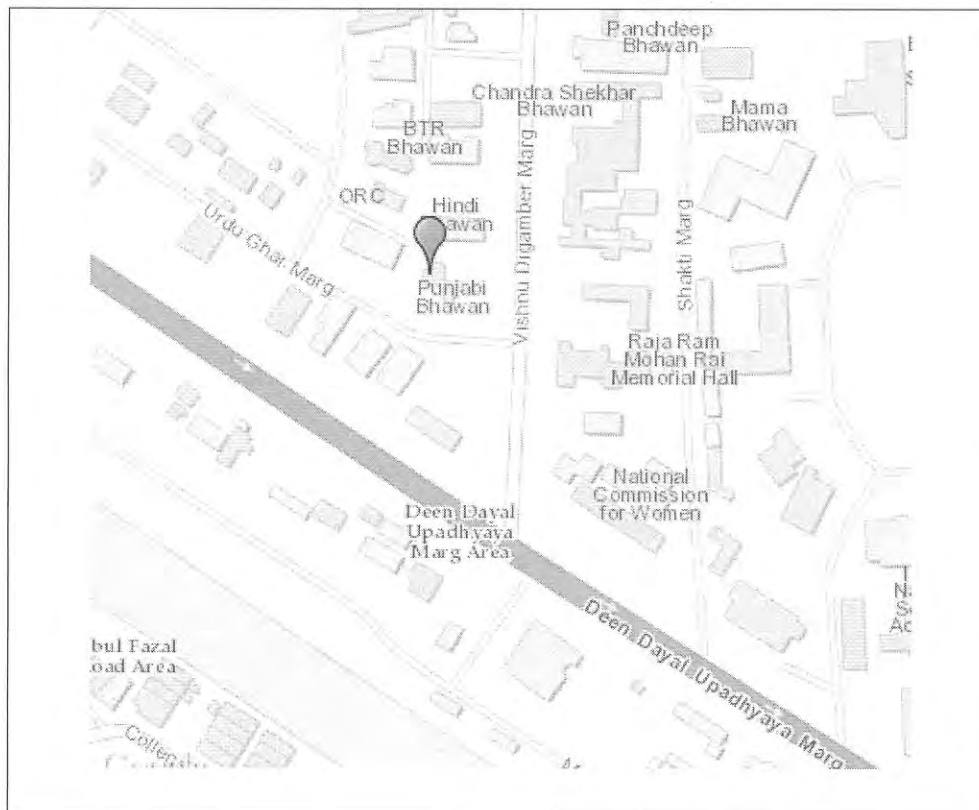 Panchdeep
Bhawan
Chandra Shekhar
Bhawan
Mama
Bhawan
BTR
Bhawan
ORC
Hindi
Urdu Ghar Marg
Punjabi
Bhawan
Vishnu Digamber Marg
Shakti Marg
Raja Ram
Mohan Rai
Memorial Hall
National
Commission
for Women
Deen Dayal
Upadhyaya
Marg Area
Deen Dayal Upadhyaya Marg
bul Fazal
oad Area